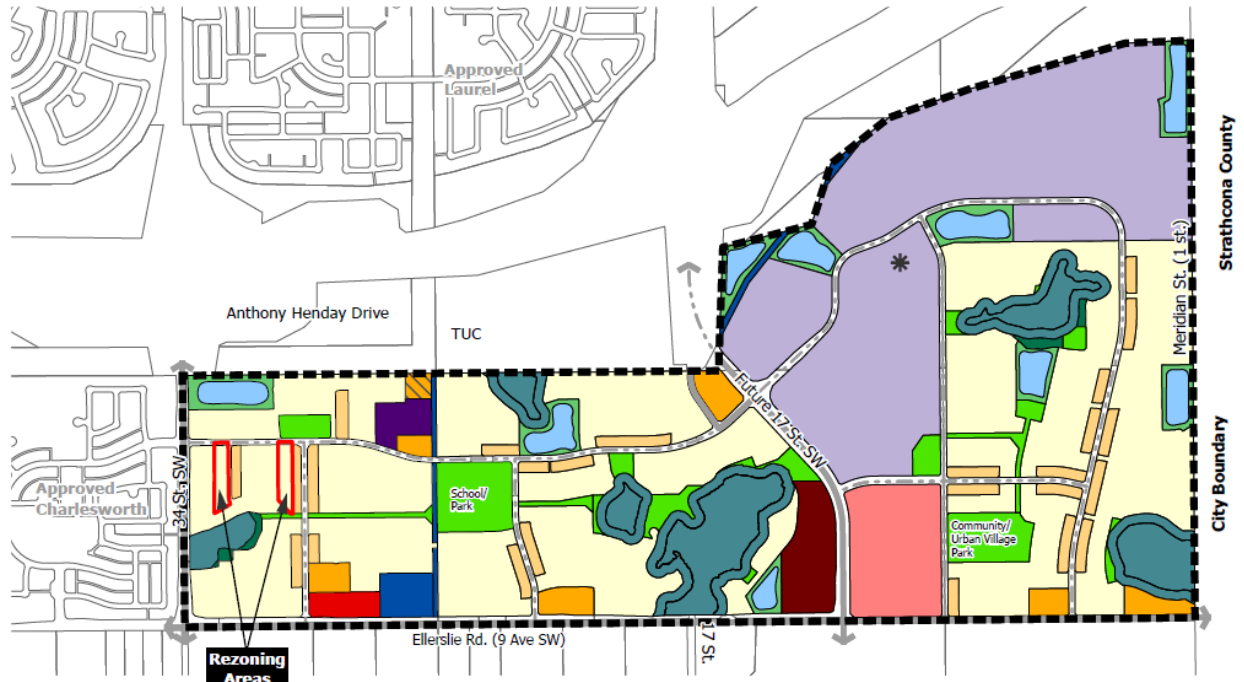 Approved
Laurel
Strathcona County
Meridian St. (1 st.)
Anthony Henday Drive
TUC
Future 17 St. SW
34 St. SW
Approved
Charlesworth
School/
Park
City Boundary
Community/
Urban Village
Park
Ellerslie Rd. (9 Ave SW)
17 St.
Rezoning
Areas